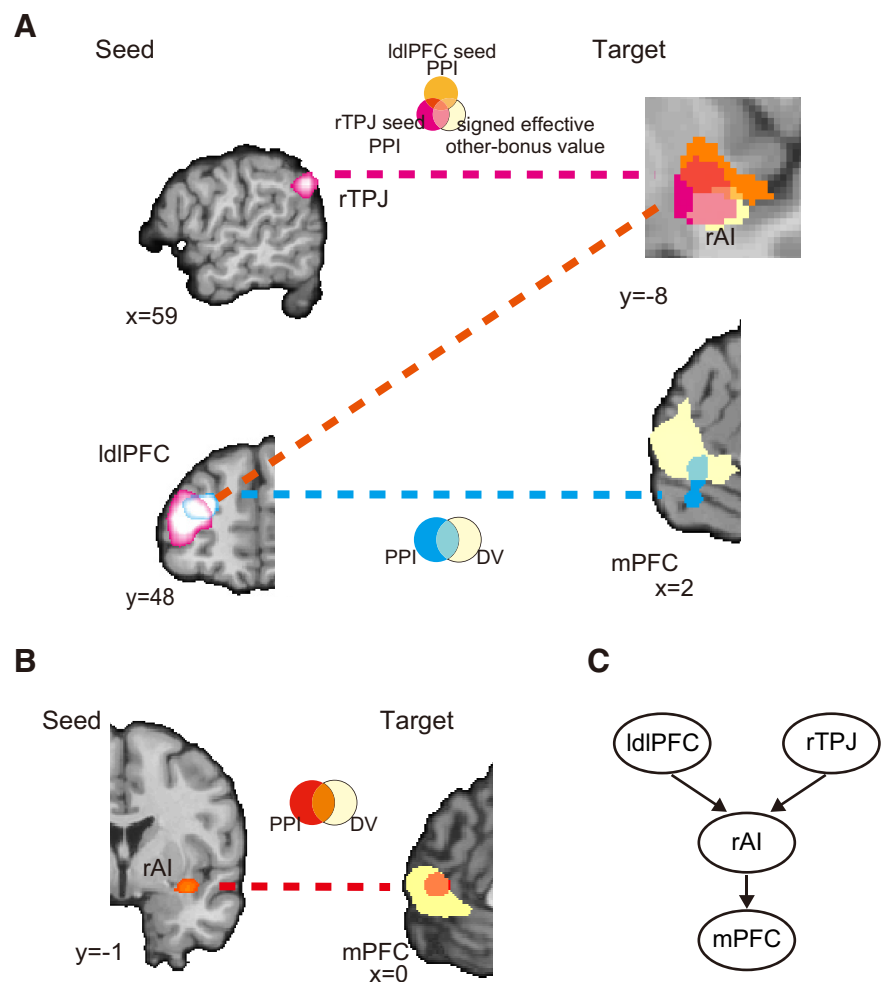 A
Seed
Target
ldlPFC seed
PPI
rTPJ seed
PPI
signed effective
other-bonus value
rTPJ
x=59
rAI
y=-8
ldlPFC
y=48
PPI
DV
mPFC
x=2
B
Seed
Target
PPI
DV
rAI
y=-1
mPFC
x=0
C
ldlPFC
rTPJ
rAI
mPFC